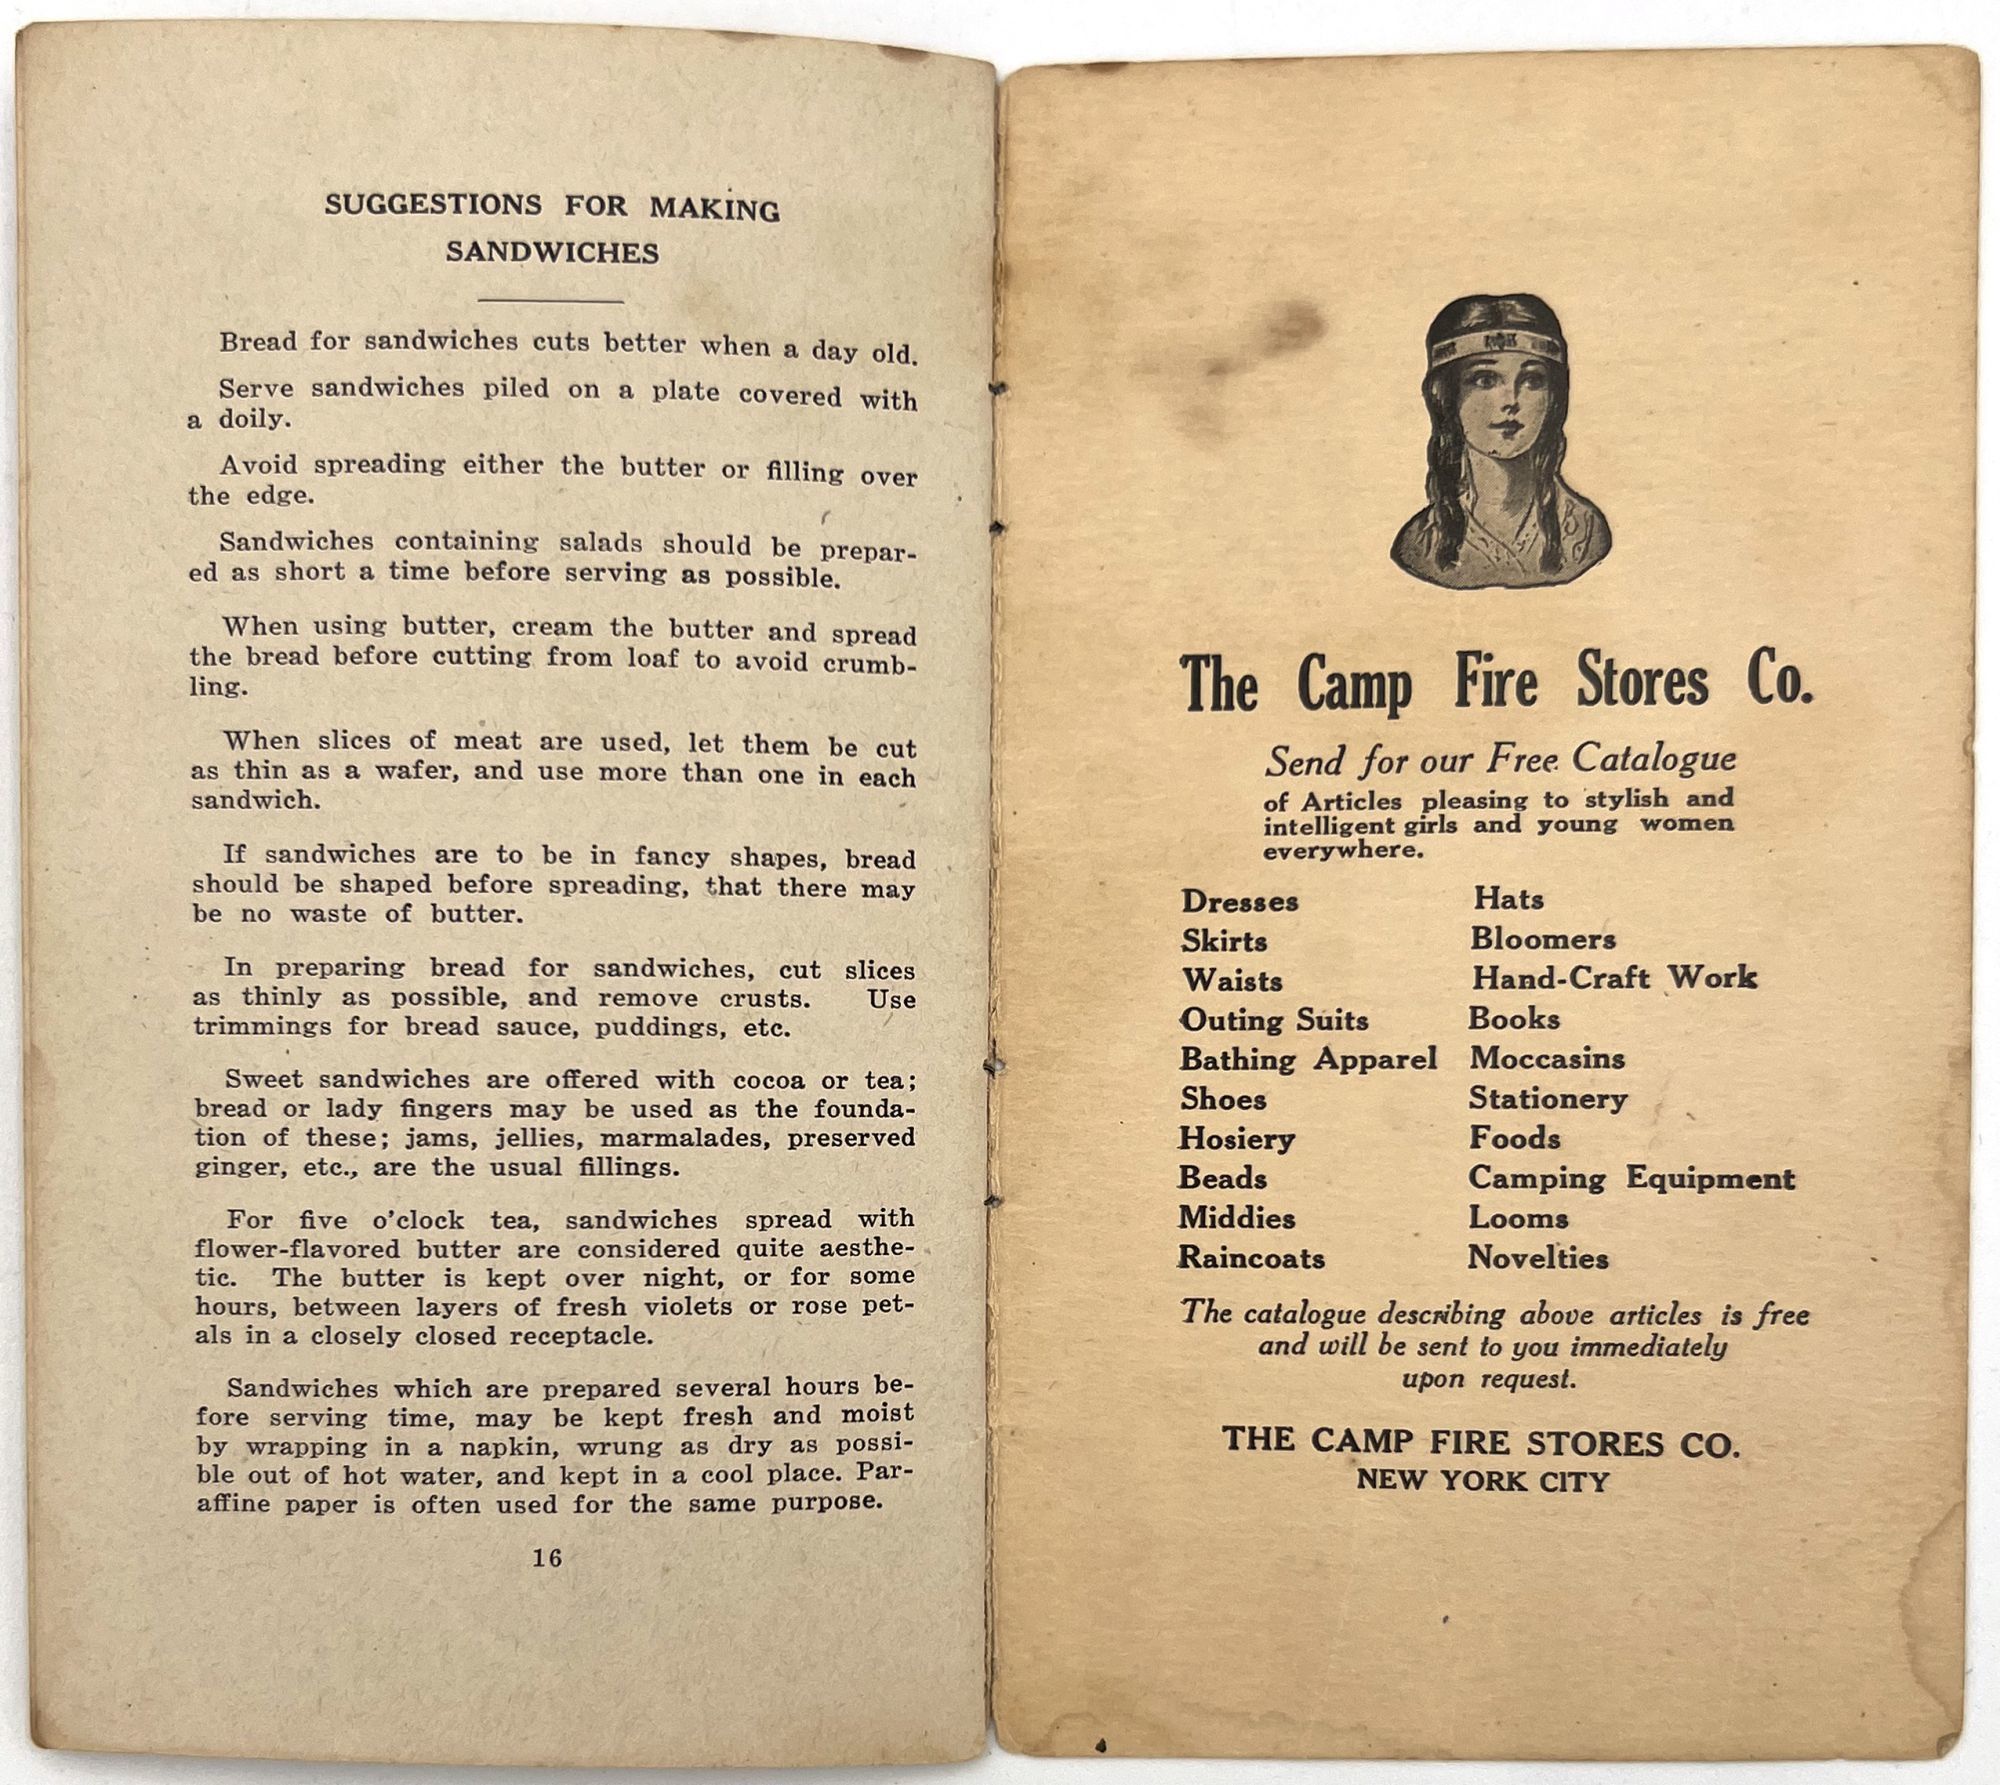 SUGGESTIONS FOR MAKING
SANDWICHES
Bread for sandwiches cuts better when a day old.
Serve sandwiches piled on a plate covered with
a doily.
Avoid spreading either the butter or filling over
the edge.
Sandwiches containing salads should be prepar-
ed as short a time before serving as possible.
When using butter, cream the butter and spread
the bread before cutting from loaf to avoid crumb-
ling.
When slices of meat are used, let them be cut
as thin as a wafer, and use more than one in each
sandwich.
If sandwiches are to be in fancy shapes, bread
should be shaped before spreading, that there may
be no waste of butter.
In preparing bread for sandwiches, cut slices
as thinly as possible, and remove crusts. Use
trimmings for bread sauce, puddings, etc.
Sweet sandwiches are offered with cocoa or tea;
bread or lady fingers may be used as the founda-
tion of these; jams, jellies, marmalades, preserved
ginger, etc., are the usual fillings.
For five o'clock tea, sandwiches spread with
flower-flavored butter are considered quite aesthe-
tic. The butter is kept over night, or for some
hours, between layers of fresh violets or rose pet-
als in a closely closed receptacle.
Sandwiches which are prepared several hours be-
fore serving time, may be kept fresh and moist
by wrapping in a napkin, wrung as dry as possi-
ble out of hot water, and kept in a cool place. Par-
affine paper is often used for the same purpose.
16
The Camp Fire Stores Co.
Send for our Free Catalogue
of Articles pleasing to stylish and
intelligent girls and young women
everywhere.
Dresses
Skirts
Waists
Outing Suits
Bathing Apparel
Shoes
Hosiery
Beads
Middies
Raincoats
Hats
Bloomers
Hand-Craft Work
Books
Moccasins
Stationery
Foods
Camping Equipment
Looms
Novelties
The catalogue describing above articles is free
and will be sent to you immediately
upon request.
THE CAMP FIRE STORES CO.
NEW YORK CITY